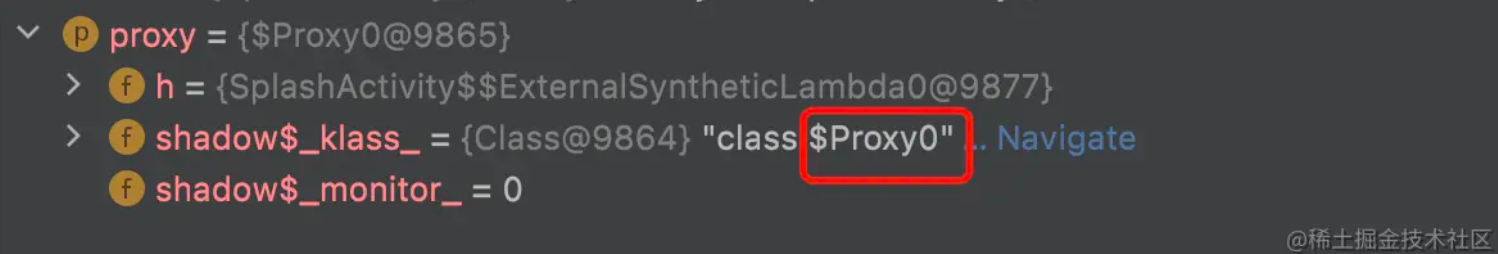 p proxy = {$Proxy0@9865}
f h = {SplashActivity$$ExternalSyntheticLambda0@9877}
f shadow$_klass_ = {Class@9864} "class $Proxy0" ... Navigate
f shadow$_monitor_ = 0
@稀土掘金技术社区